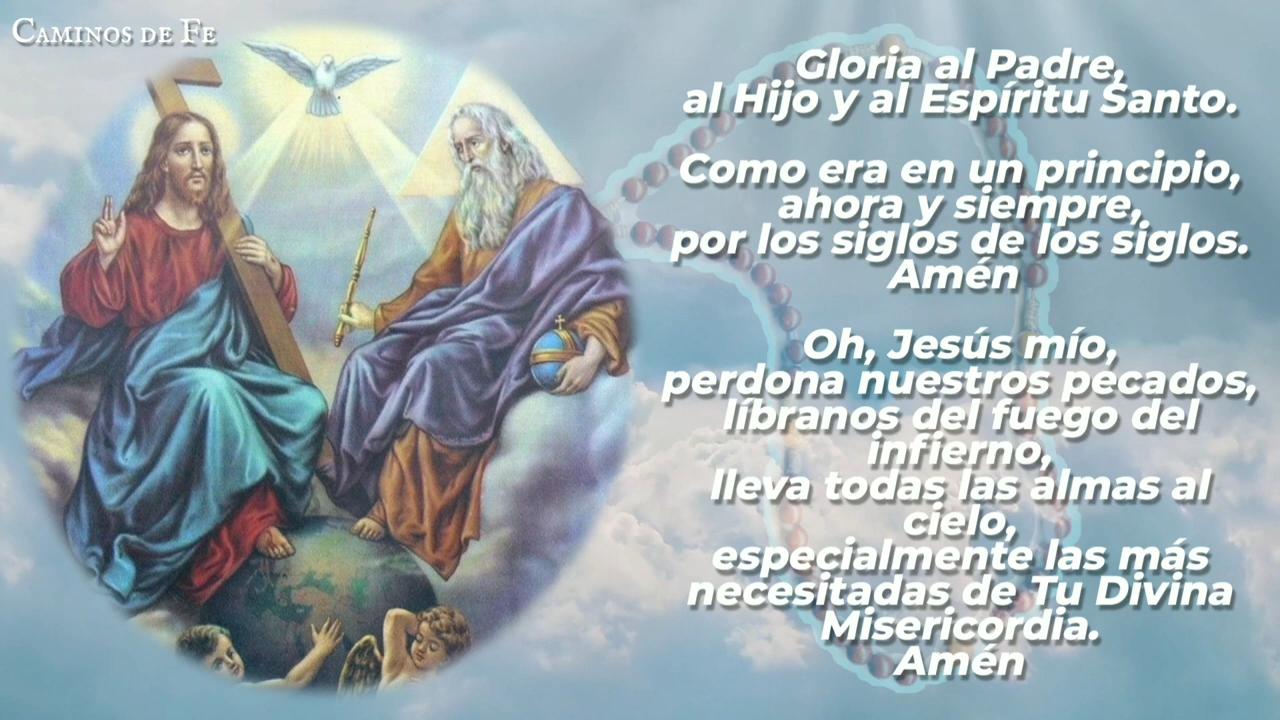 Caminos de Fe
Gloria al Padre,
al Hijo y al Espíritu Santo.
Como era en un principio,
ahora y siempre,
por los siglos de los siglos.
Amén
Oh, Jesús mío,
perdona nuestros pecados,
líbranos del fuego del
infierno,
lleva todas las almas al
cielo,
especialmente las más
necesitadas de Tu Divina
Misericordia.
Amén